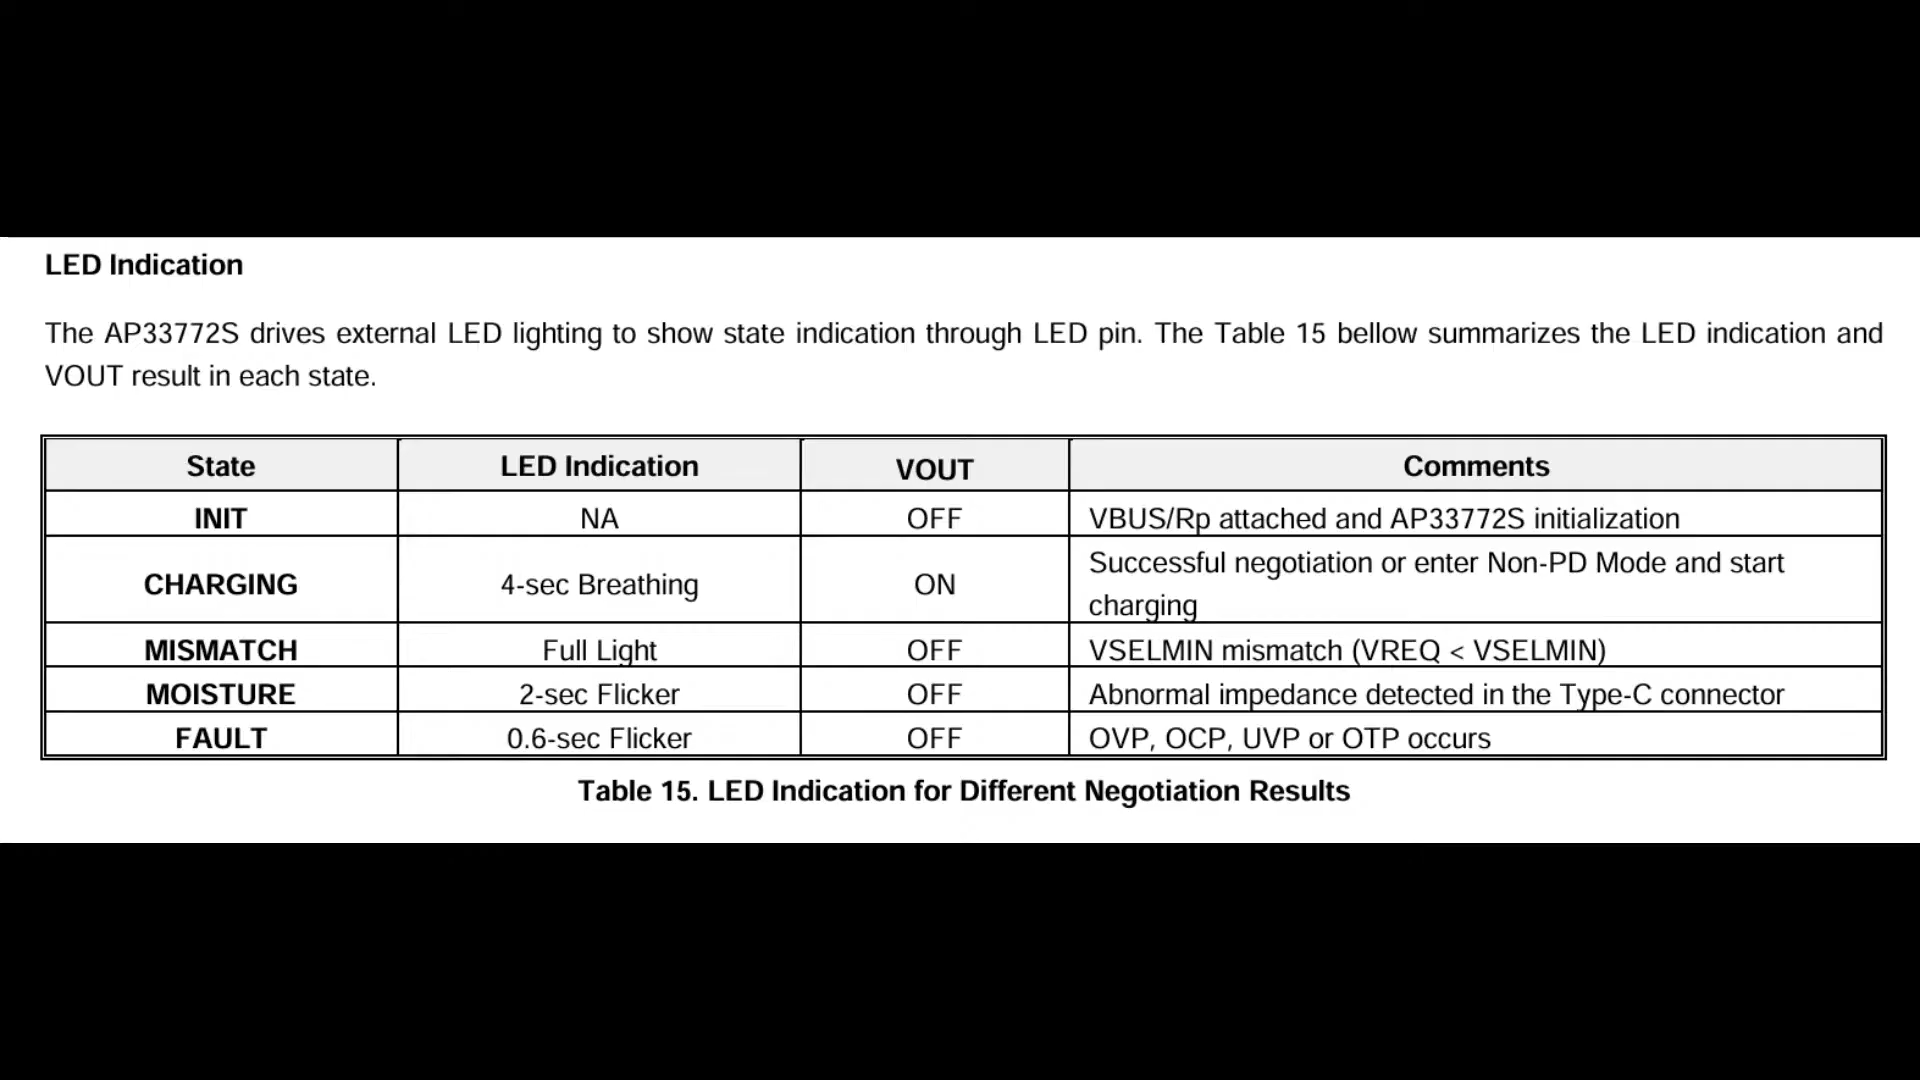 LED Indication
The AP33772S drives external LED lighting to show state indication through LED pin. The Table 15 bellow summarizes the LED indication and
VOUT result in each state.
State LED Indication VOUT Comments
INIT NA OFF VBUS/Rp attached and AP33772S initialization
CHARGING 4-sec Breathing ON Successful negotiation or enter Non-PD Mode and start
charging
MISMATCH Full Light OFF VSELMIN mismatch (VREQ < VSELMIN)
MOISTURE 2-sec Flicker OFF Abnormal impedance detected in the Type-C connector
FAULT 0.6-sec Flicker OFF OVP, OCP, UVP or OTP occurs
Table 15. LED Indication for Different Negotiation Results